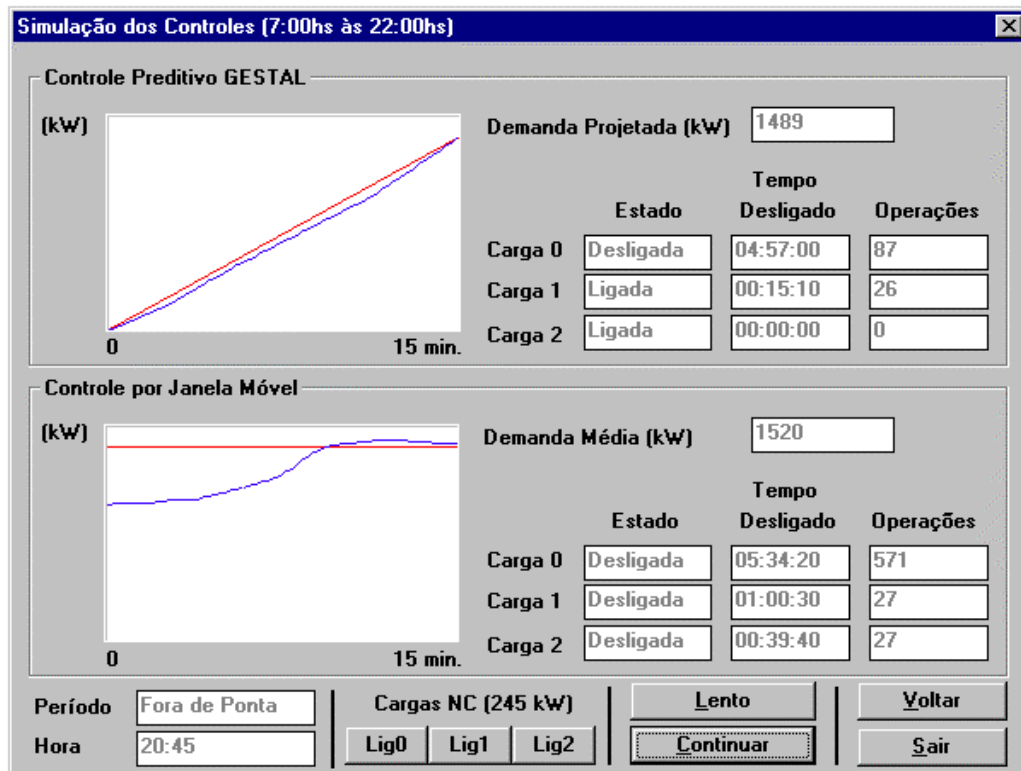 Simulação dos Controles (7:00hs às 22:00hs)
Controle Preditivo GESTAL
(kW)
Demanda Projetada (kW) 1489
Tempo
Estado Desligado Operações
Carga 0 Desligada 04:57:00 87
Carga 1 Ligada 00:15:10 26
Carga 2 Ligada 00:00:00 0
0 15 min.
Controle por Janela Móvel
(kW)
Demanda Média (kW) 1520
Tempo
Estado Desligado Operações
Carga 0 Desligada 05:34:20 571
Carga 1 Desligada 01:00:30 27
Carga 2 Desligada 00:39:40 27
0 15 min.
Período Fora de Ponta
Hora 20:45
Cargas NC (245 kW)
Lig0 Lig1 Lig2
Lento
Continuar
Voltar
Sair